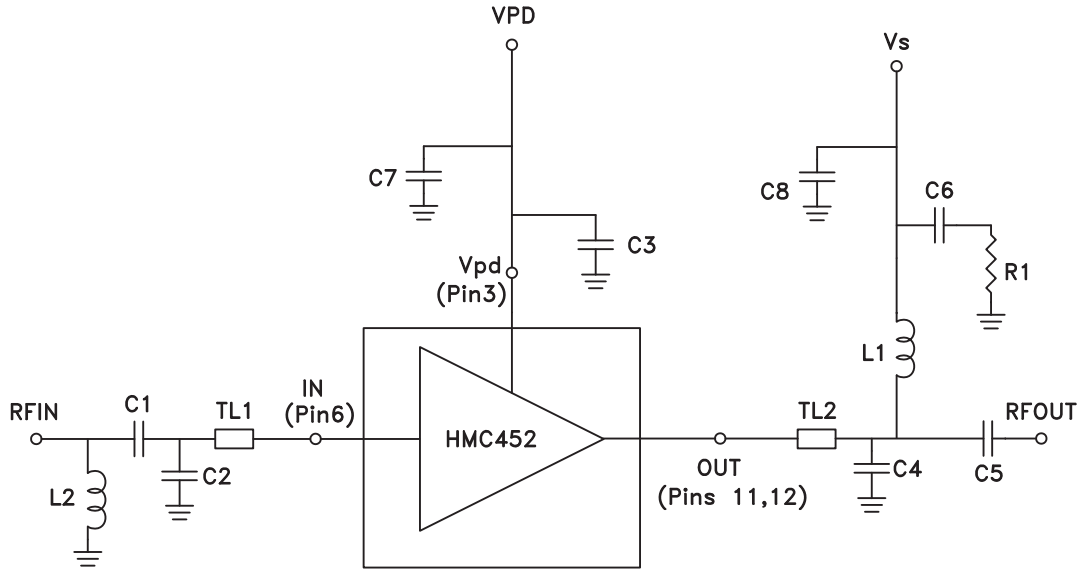 VPD
Vs
C7
C8
C6
C3
Vpd
(Pin3)
R1
L1
IN
(Pin6)
RFIN
C1
TL1
TL2
RFOUT
HMC452
C2
L2
OUT
(Pins 11,12)
C4
C5